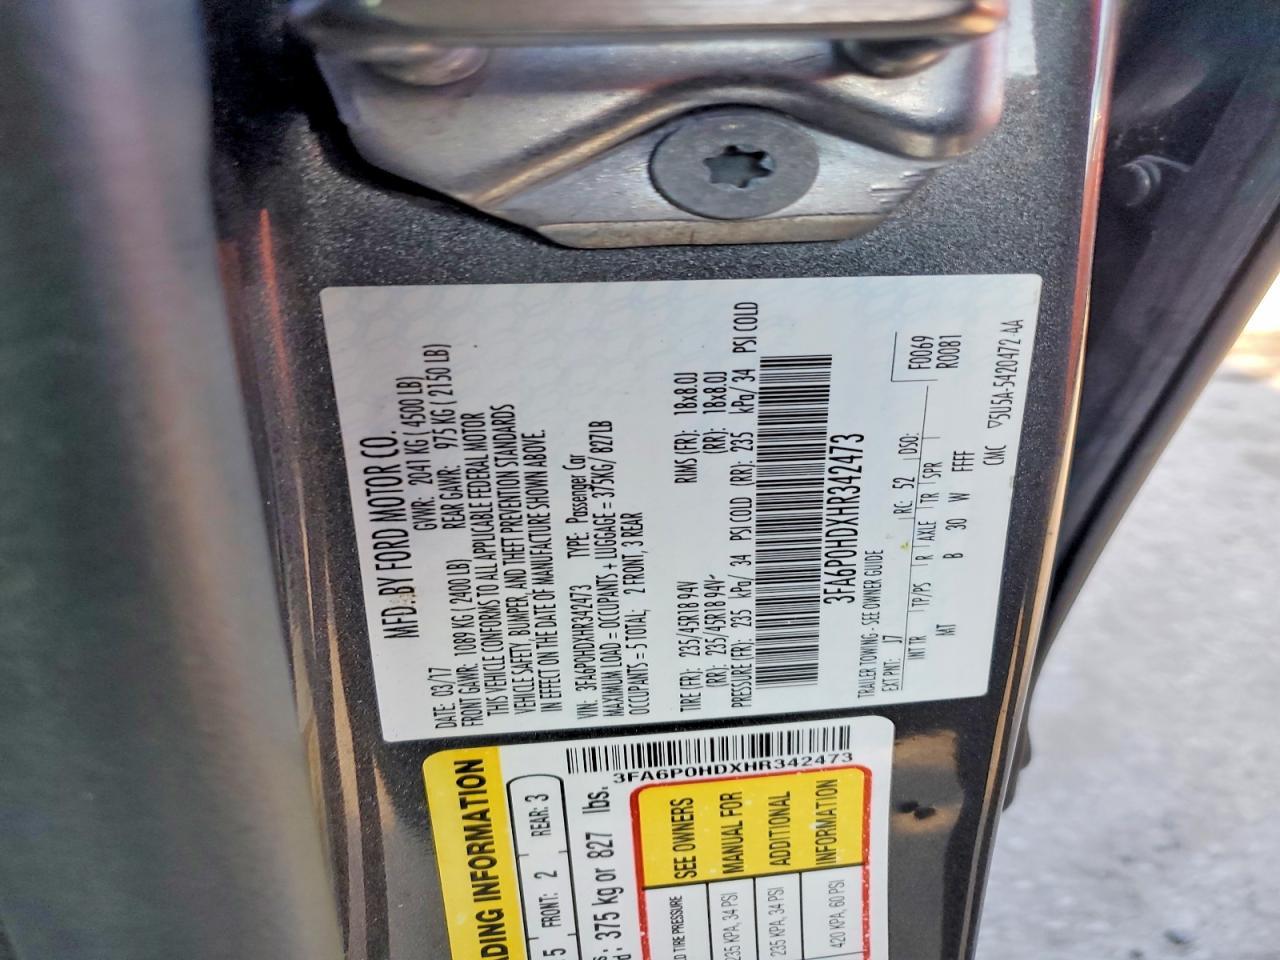 MFD. BY FORD MOTOR CO.
DATE: 03/17 GVWR: 2041 KG ( 4500 LB)
FRONT GAWR: 1089 KG ( 2400 LB) REAR GAWR: 975 KG ( 2150 LB)
THIS VEHICLE CONFORMS TO ALL APPLICABLE FEDERAL MOTOR
VEHICLE SAFETY, BUMPER, AND THEFT PREVENTION STANDARDS
IN EFFECT ON THE DATE OF MANUFACTURE SHOWN ABOVE.
VIN: 3FA6P0HDXHR342473 TYPE: Passenger Car
MAXIMUM LOAD = OCCUPANTS + LUGGAGE = 375KG/ 827LB
OCCUPANTS = 5 TOTAL; 2 FRONT, 3 REAR
TIRE (FR): 235/45R18 94V RIMS (FR): 18x8.0J
(RR): 235/45R18 94V (RR): 18x8.0J
PRESSURE (FR): 235 kPa/ 34 PSI COLD (RR): 235 kPa/ 34 PSI COLD
3FA6P0HDXHR342473
TRAILER TOWING - SEE OWNER GUIDE F0069
EXT PNT: J7 RC: 52 DSO: R0081
INT TR TP/PS R AXLE TR SPR
MT B 30 W FFFF
CMC ▽5U5A-5420472-AA
ADING INFORMATION
5 FRONT: 2 REAR: 3
375 kg or 827 lbs.
3FA6P0HDXHR342473
TIRE PRESSURE
235 KPA, 34 PSI
235 KPA, 34 PSI
420 KPA, 60 PSI
SEE OWNERS
MANUAL FOR
ADDITIONAL
INFORMATION